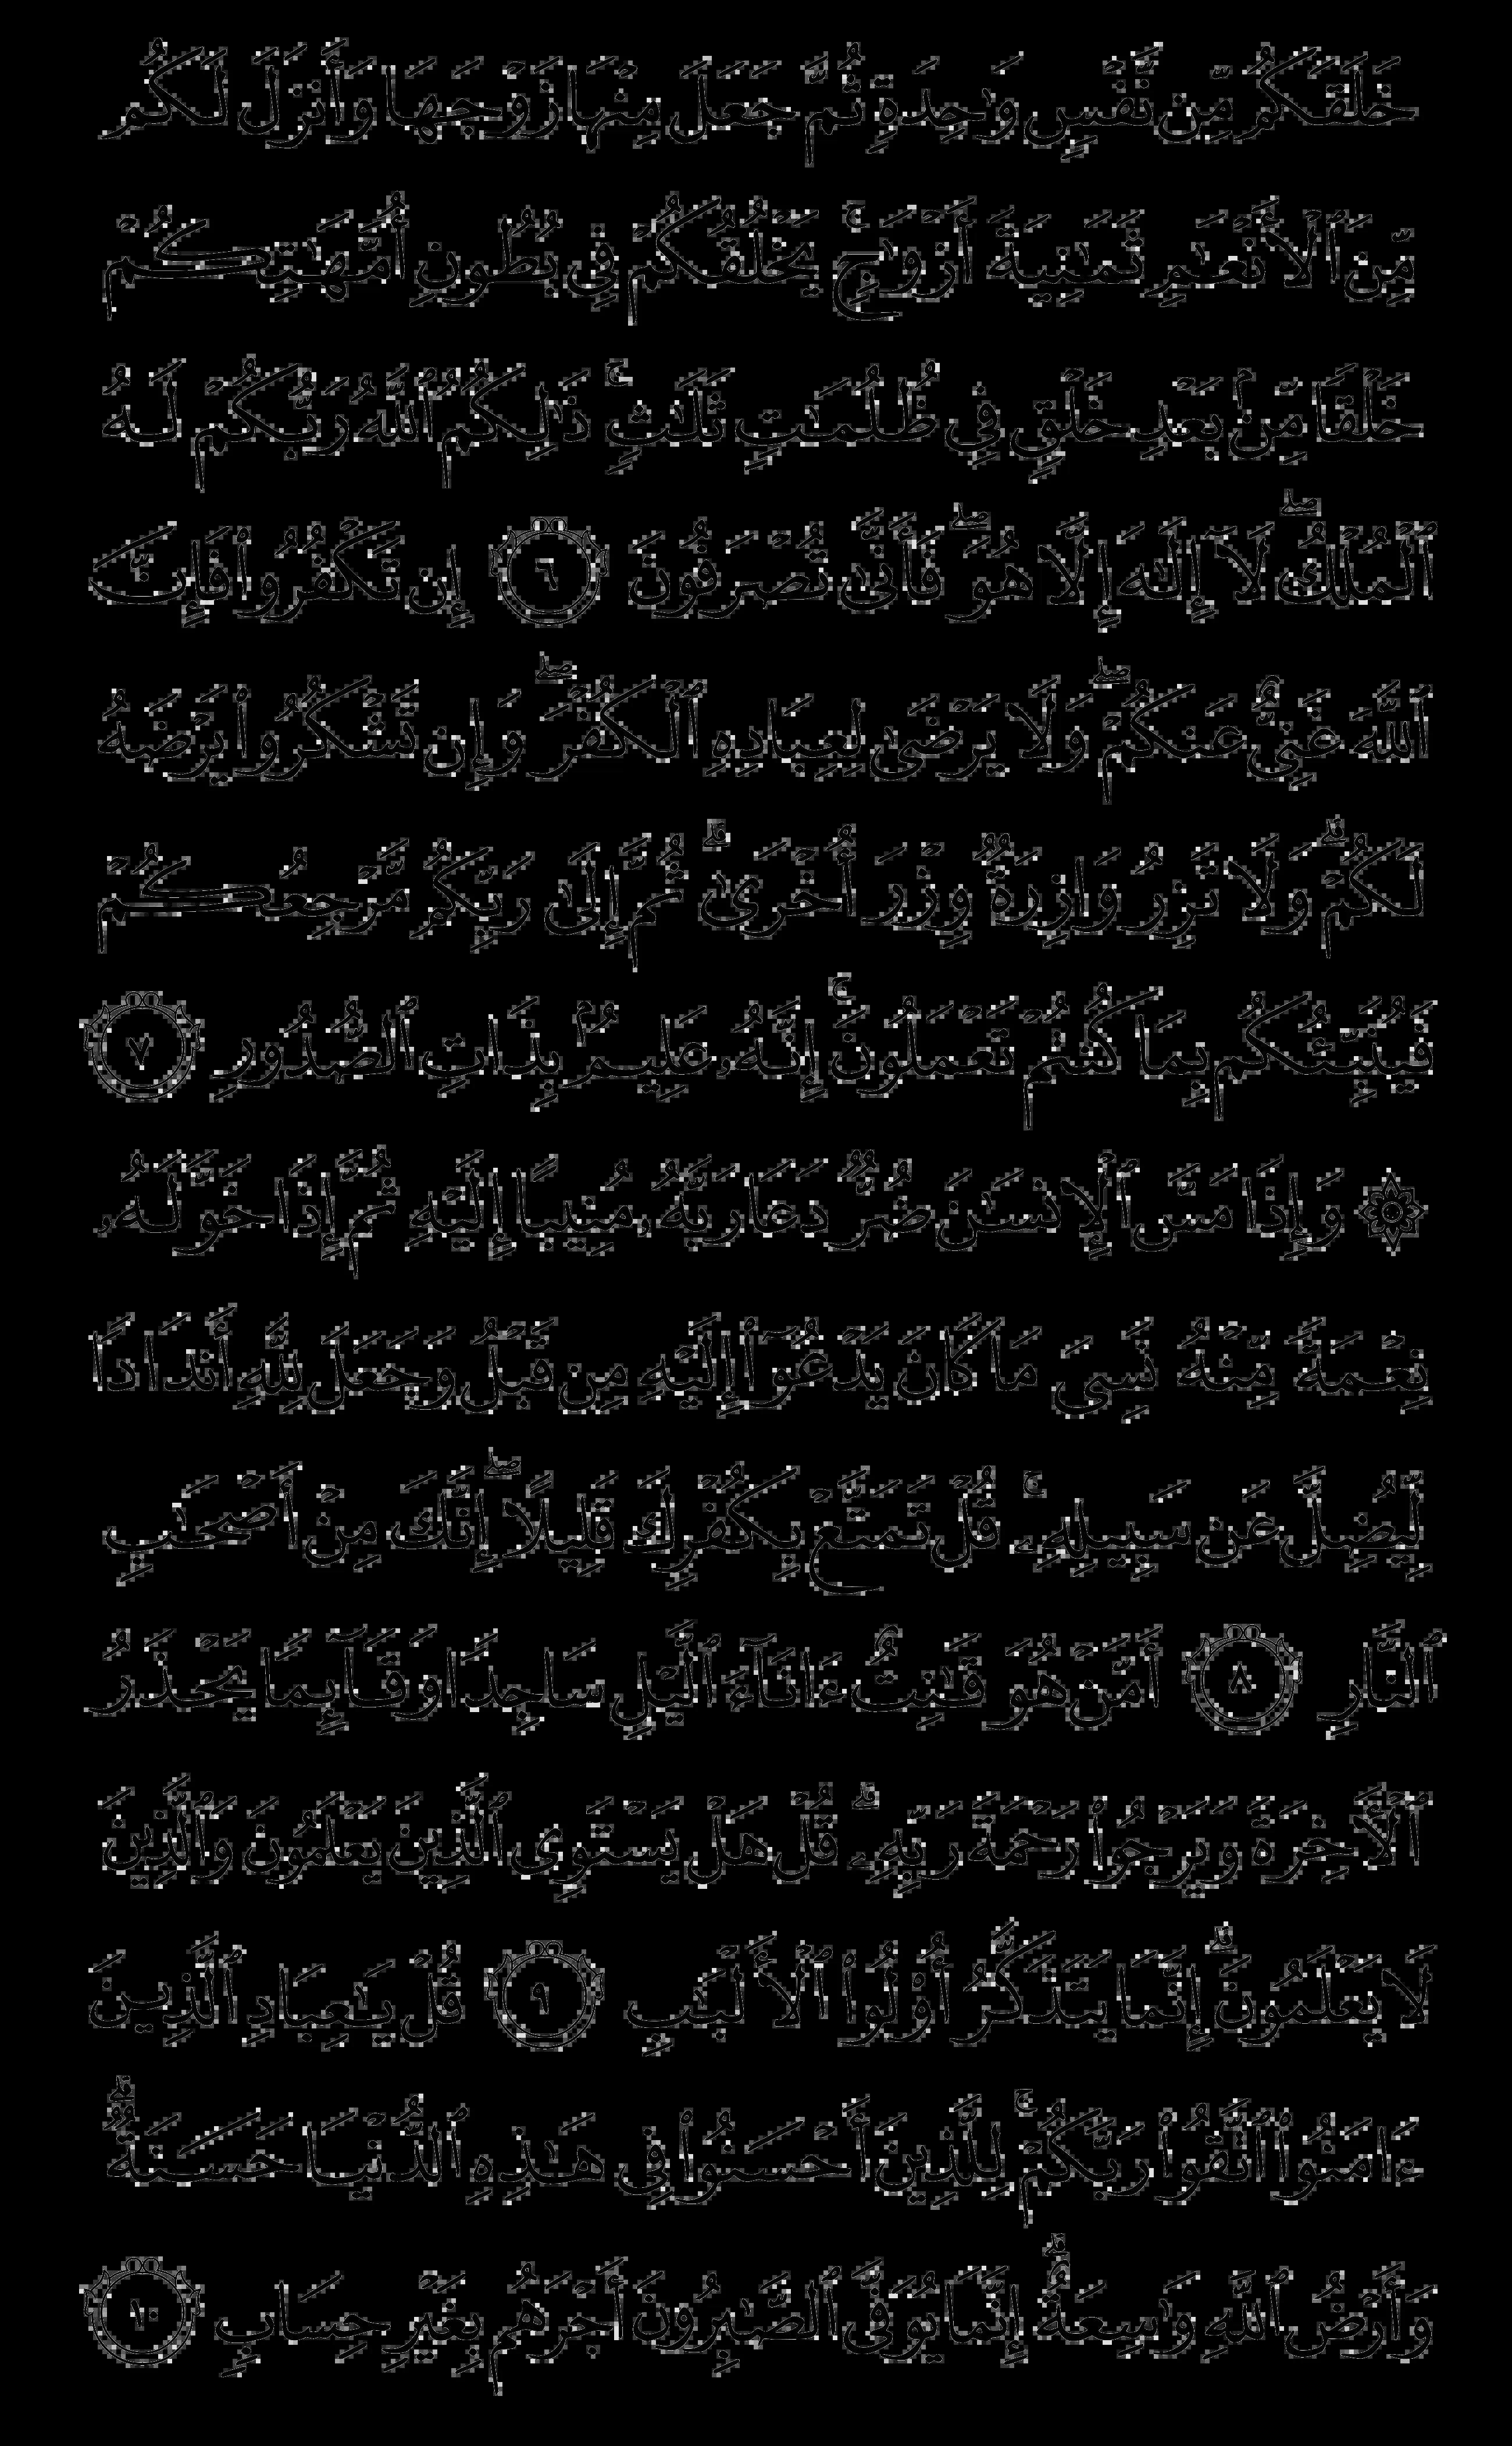 خَلَقَكُم مِّن نَّفْسٍ وَٰحِدَةٍ ثُمَّ جَعَلَ مِنْهَا زَوْجَهَا وَأَنزَلَ لَكُم
مِّنَ ٱلْأَنْعَٰمِ ثَمَٰنِيَةَ أَزْوَٰجٍ ۚ يَخْلُقُكُمْ فِى بُطُونِ أُمَّهَٰتِكُمْ
خَلْقًا مِّنۢ بَعْدِ خَلْقٍ فِى ظُلُمَٰتٍ ثَلَٰثٍ ۚ ذَٰلِكُمُ ٱللَّهُ رَبُّكُمْ لَهُ
ٱلْمُلْكُ ۖ لَآ إِلَٰهَ إِلَّا هُوَ ۖ فَأَنَّىٰ تُصْرَفُونَ ٦ إِن تَكْفُرُوا۟ فَإِنَّ
ٱللَّهَ غَنِىٌّ عَنكُمْ ۖ وَلَا يَرْضَىٰ لِعِبَادِهِ ٱلْكُفْرَ ۖ وَإِن تَشْكُرُوا۟ يَرْضَهُ
لَكُمْ ۗ وَلَا تَزِرُ وَازِرَةٌ وِزْرَ أُخْرَىٰ ۗ ثُمَّ إِلَىٰ رَبِّكُم مَّرْجِعُكُمْ
فَيُنَبِّئُكُم بِمَا كُنتُمْ تَعْمَلُونَ ۚ إِنَّهُۥ عَلِيمٌۢ بِذَاتِ ٱلصُّدُورِ ٧
۞ وَإِذَا مَسَّ ٱلْإِنسَٰنَ ضُرٌّ دَعَا رَبَّهُۥ مُنِيبًا إِلَيْهِ ثُمَّ إِذَا خَوَّلَهُۥ
نِعْمَةً مِّنْهُ نَسِىَ مَا كَانَ يَدْعُوٓا۟ إِلَيْهِ مِن قَبْلُ وَجَعَلَ لِلَّهِ أَندَادًا
لِّيُضِلَّ عَن سَبِيلِهِۦ ۚ قُلْ تَمَتَّعْ بِكُفْرِكَ قَلِيلًا ۖ إِنَّكَ مِنْ أَصْحَٰبِ
ٱلنَّارِ ٨ أَمَّنْ هُوَ قَٰنِتٌ ءَانَآءَ ٱلَّيْلِ سَاجِدًا وَقَآئِمًا يَحْذَرُ
ٱلْءَاخِرَةَ وَيَرْجُوا۟ رَحْمَةَ رَبِّهِۦ ۗ قُلْ هَلْ يَسْتَوِى ٱلَّذِينَ يَعْلَمُونَ وَٱلَّذِينَ
لَا يَعْلَمُونَ ۗ إِنَّمَا يَتَذَكَّرُ أُو۟لُوا۟ ٱلْأَلْبَٰبِ ٩ قُلْ يَٰعِبَادِ ٱلَّذِينَ
ءَامَنُوا۟ ٱتَّقُوا۟ رَبَّكُمْ ۚ لِلَّذِينَ أَحْسَنُوا۟ فِى هَٰذِهِ ٱلدُّنْيَا حَسَنَةٌ ۗ
وَأَرْضُ ٱللَّهِ وَٰسِعَةٌ ۗ إِنَّمَا يُوَفَّى ٱلصَّٰبِرُونَ أَجْرَهُم بِغَيْرِ حِسَابٍ ١٠